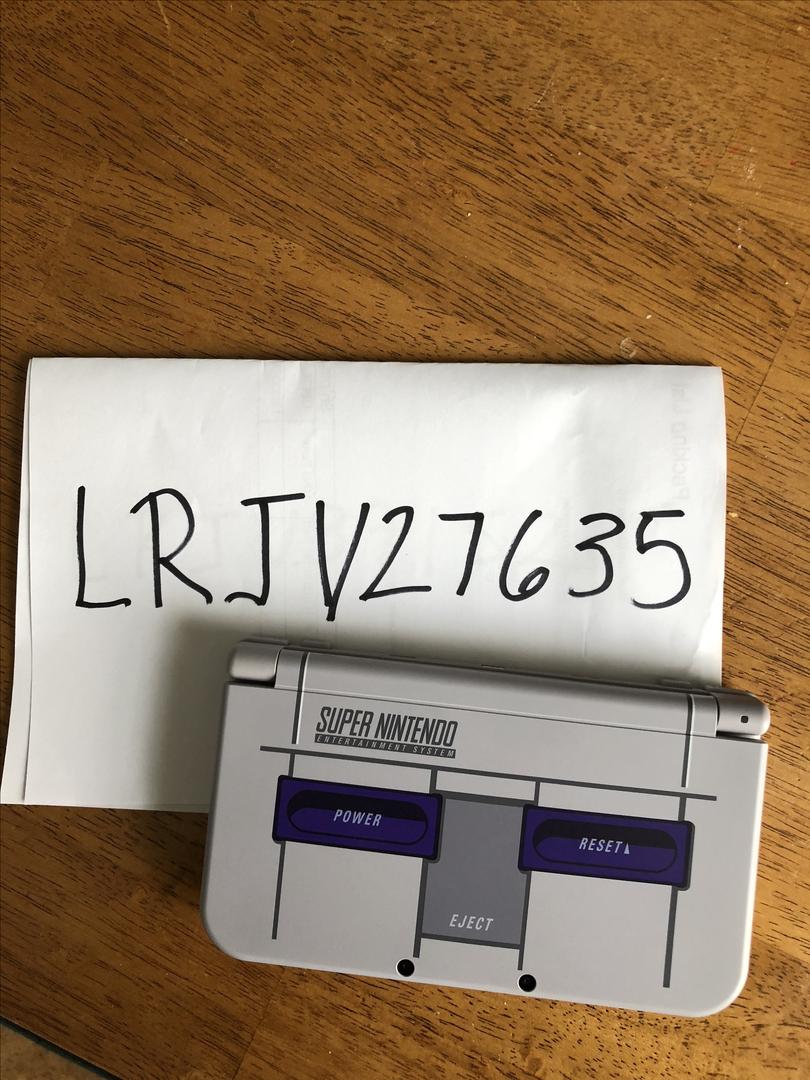 LRJV27635
SUPER NINTENDO
ENTERTAINMENT SYSTEM
POWER
RESET
EJECT